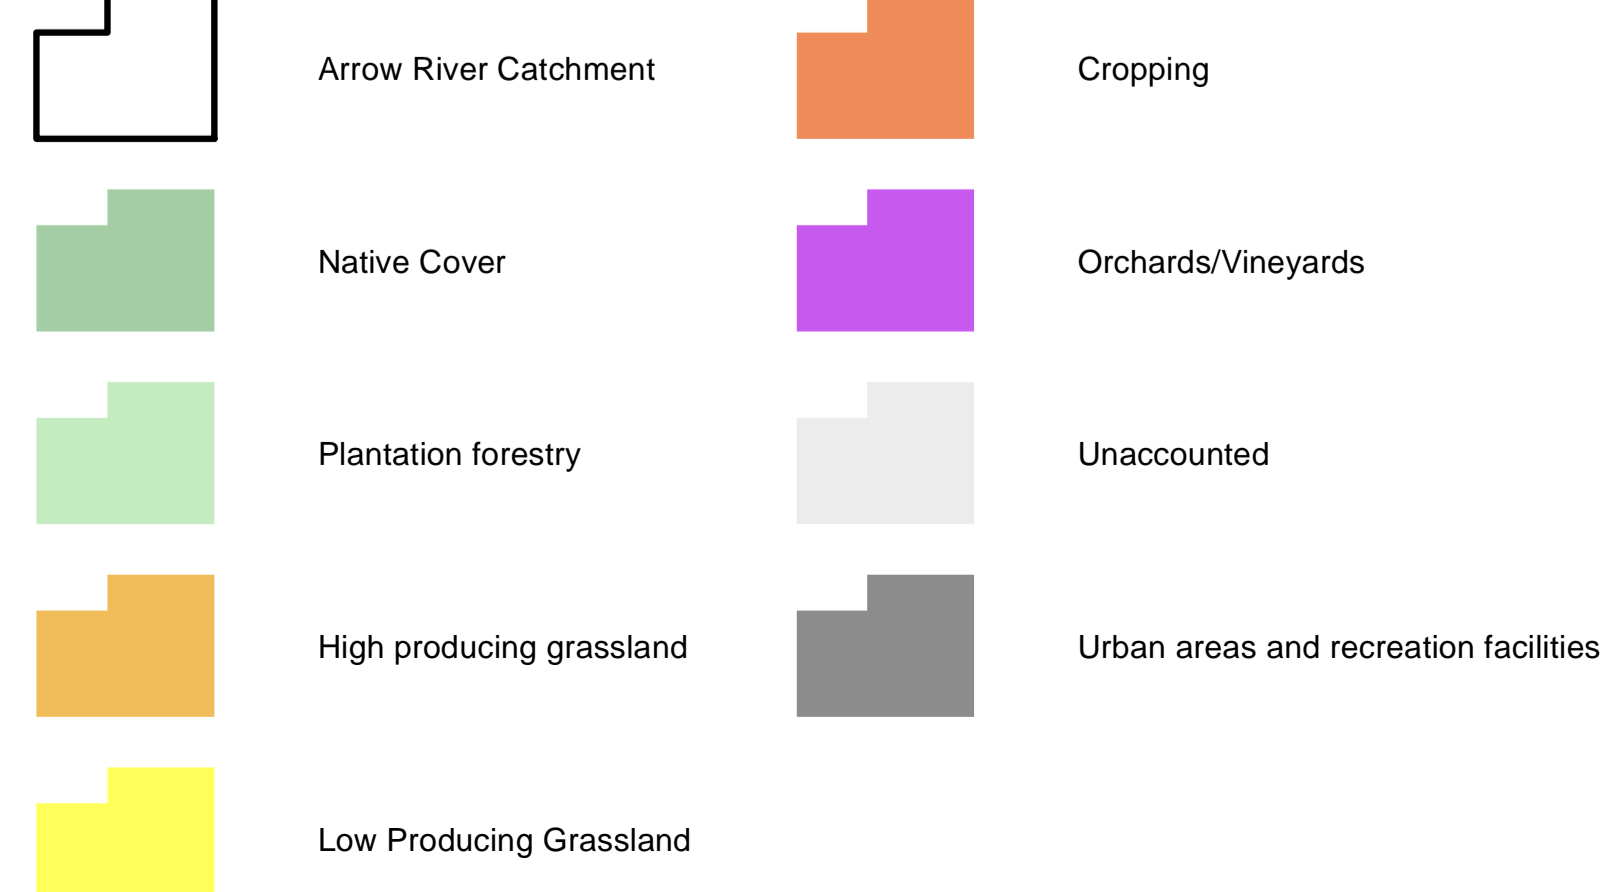 Arrow River Catchment
Native Cover
Plantation forestry
High producing grassland
Low Producing Grassland
Cropping
Orchards/Vineyards
Unaccounted
Urban areas and recreation facilities